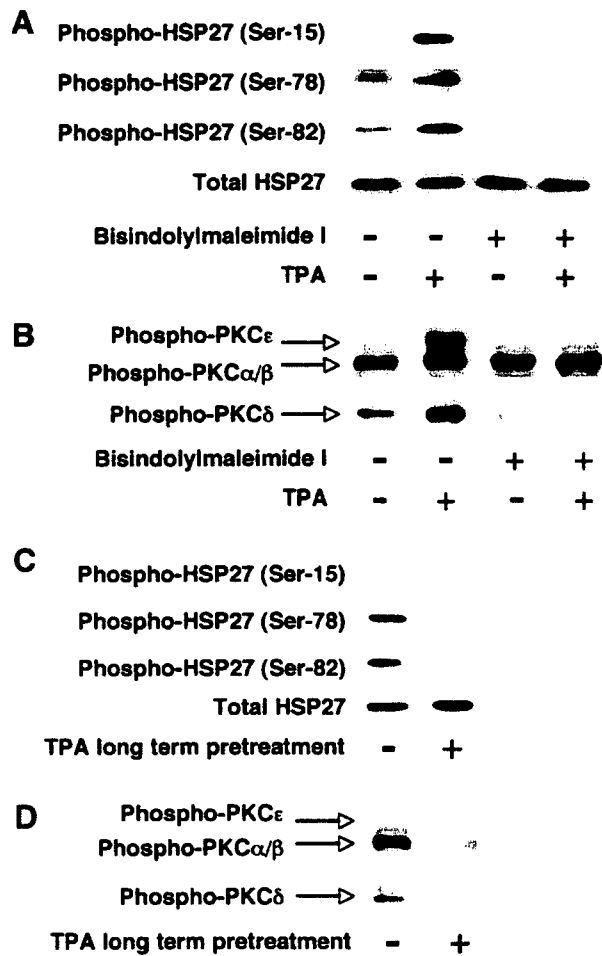 A
Phospho-HSP27 (Ser-15)
Phospho-HSP27 (Ser-78)
Phospho-HSP27 (Ser-82)
Total HSP27
Bisindolylmaleimide I - - + +
TPA - + - +
B
Phospho-PKCε
Phospho-PKCα/β
Phospho-PKCδ
Bisindolylmaleimide I - - + +
TPA - + - +
C
Phospho-HSP27 (Ser-15)
Phospho-HSP27 (Ser-78)
Phospho-HSP27 (Ser-82)
Total HSP27
TPA long term pretreatment - +
D
Phospho-PKCε
Phospho-PKCα/β
Phospho-PKCδ
TPA long term pretreatment - +